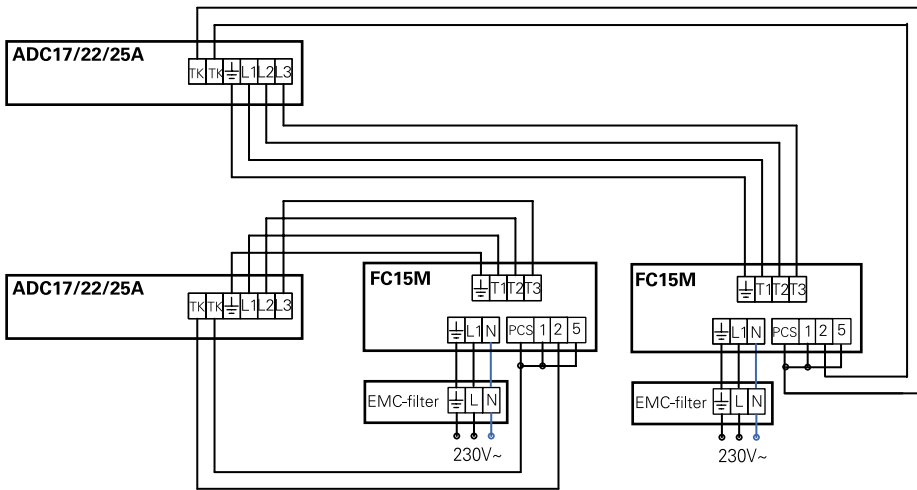 ADC17/22/25A
TK TK L1 L2 L3
ADC17/22/25A
TK TK L1 L2 L3
FC15M
T1 T2 T3
L1 N PCS 1 2 5
EMC-filter L N
230V~
FC15M
T1 T2 T3
L1 N PCS 1 2 5
EMC-filter L N
230V~